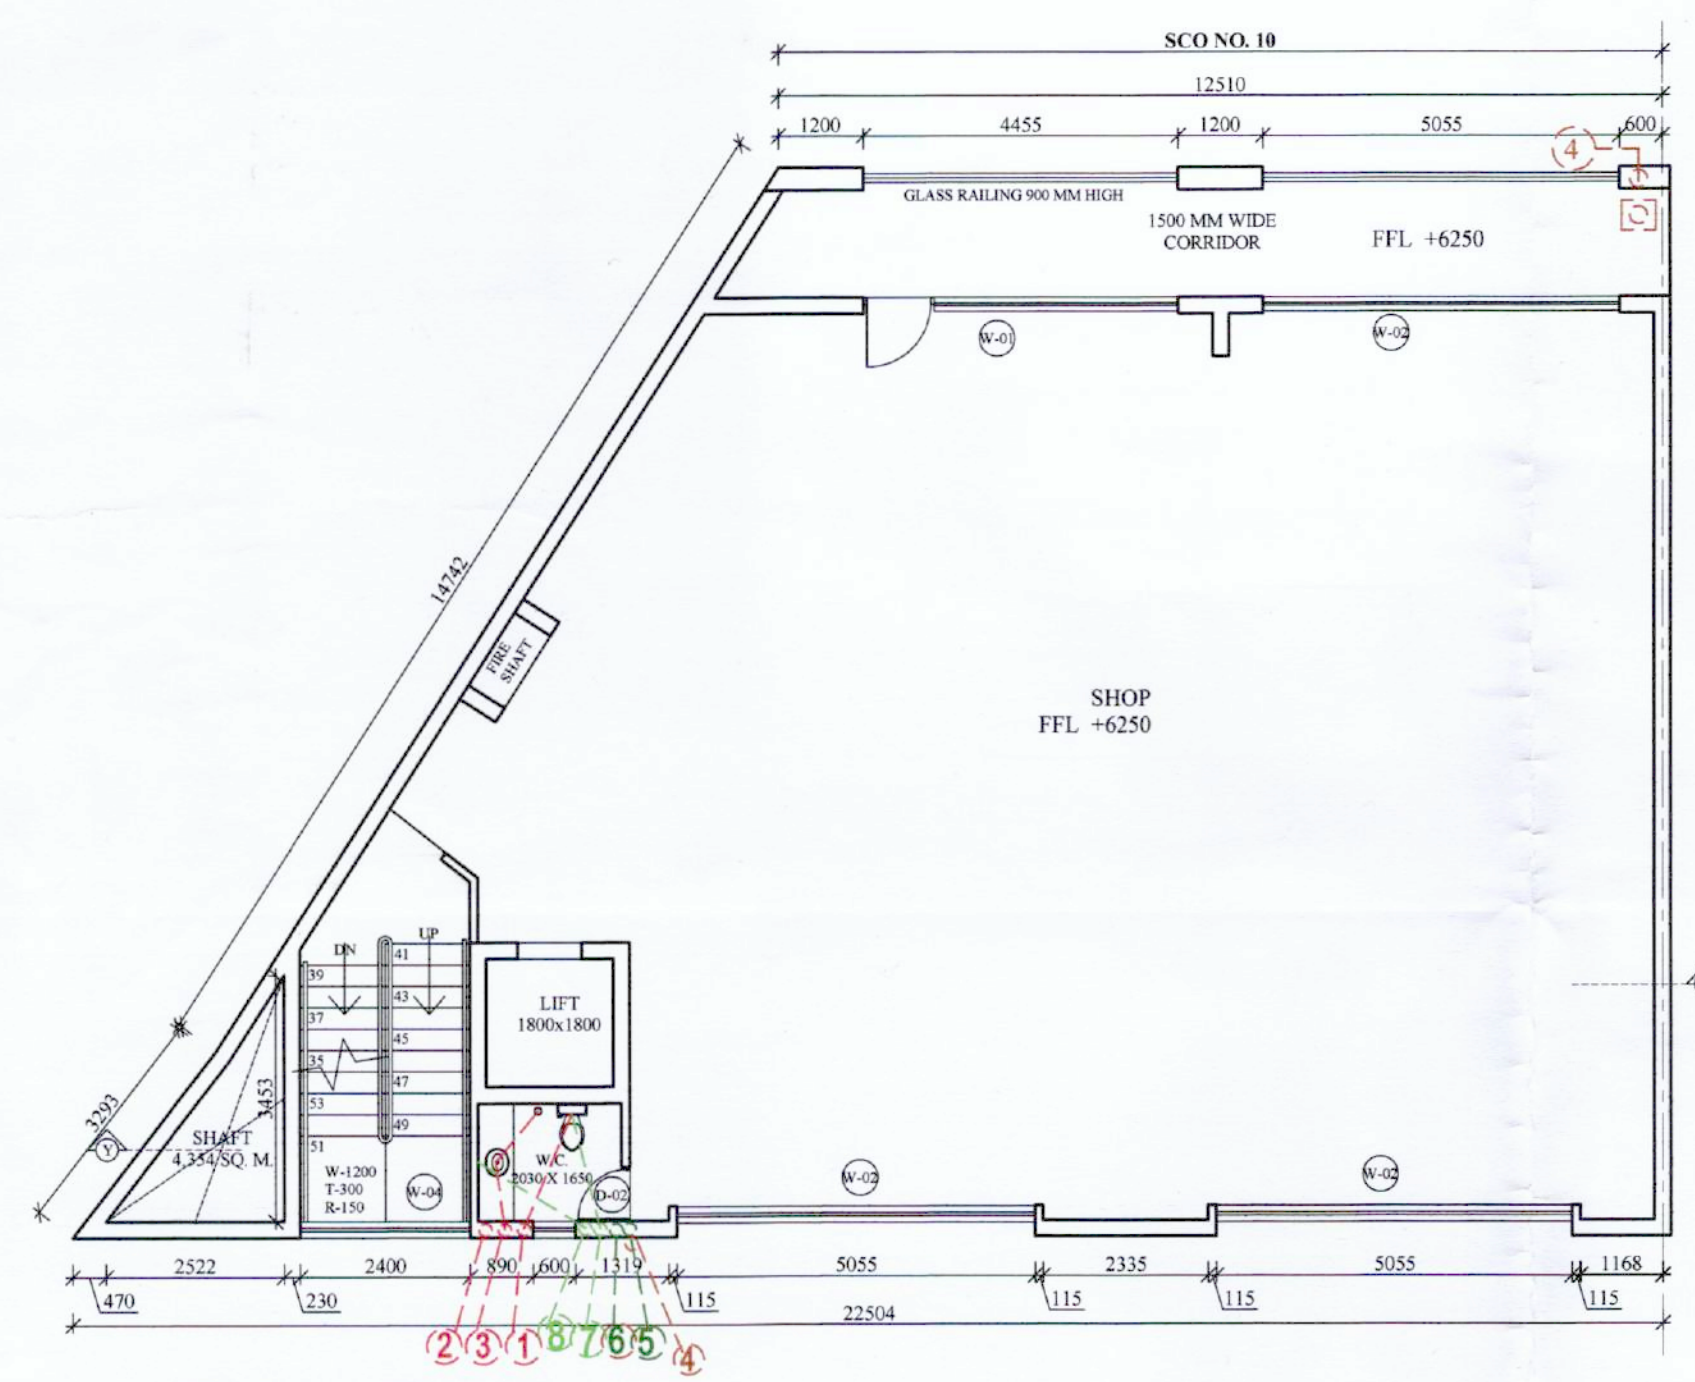 SCO NO. 10
12510
1200 4455 1200 5055 600
4
GLASS RAILING 900 MM HIGH
1500 MM WIDE
CORRIDOR
FFL +6250
W-01 W-02
14742
FIRE
SHAFT
SHOP
FFL +6250
DN UP
41
39
43
37
45
35
47
53
49
51
LIFT
1800x1800
3453
3293
Y
SHAFT
4,354 SQ. M.
W-1200
T-300
R-150
W-04
W.C.
2030 X 1650
D-02
W-02 W-02
2522 2400 890 600 1319 5055 2335 5055 1168
470 230 115 115 115 115
22504
2 3 1 8 7 6 5 4